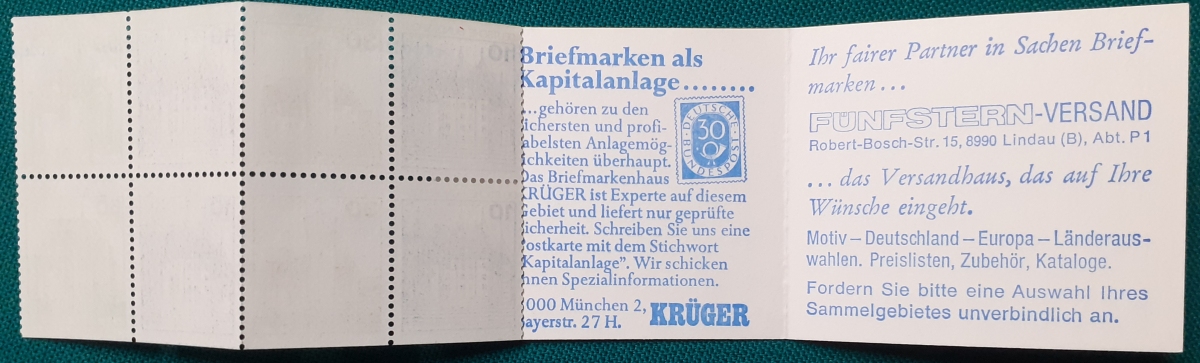 Briefmarken als
Kapitalanlage........
...gehören zu den
ichersten und profi-
abelsten Anlagemög-
ichkeiten überhaupt.
Das Briefmarkenhaus
KRÜGER ist Experte auf diesem
Gebiet und liefert nur geprüfte
icherheit. Schreiben Sie uns eine
ostkarte mit dem Stichwort
Kapitalanlage”. Wir schicken
hnen Spezialinformationen.
000 München 2,
ayerstr. 27 H.
KRÜGER
DEUTSCHE
30
BUNDESPOST
Ihr fairer Partner in Sachen Brief-
marken...
FÜNFSTERN-VERSAND
Robert-Bosch-Str. 15, 8990 Lindau (B), Abt. P1
...das Versandhaus, das auf Ihre
Wünsche eingeht.
Motiv – Deutschland – Europa – Länderaus-
wahlen. Preislisten, Zubehör, Kataloge.
Fordern Sie bitte eine Auswahl Ihres
Sammelgebietes unverbindlich an.